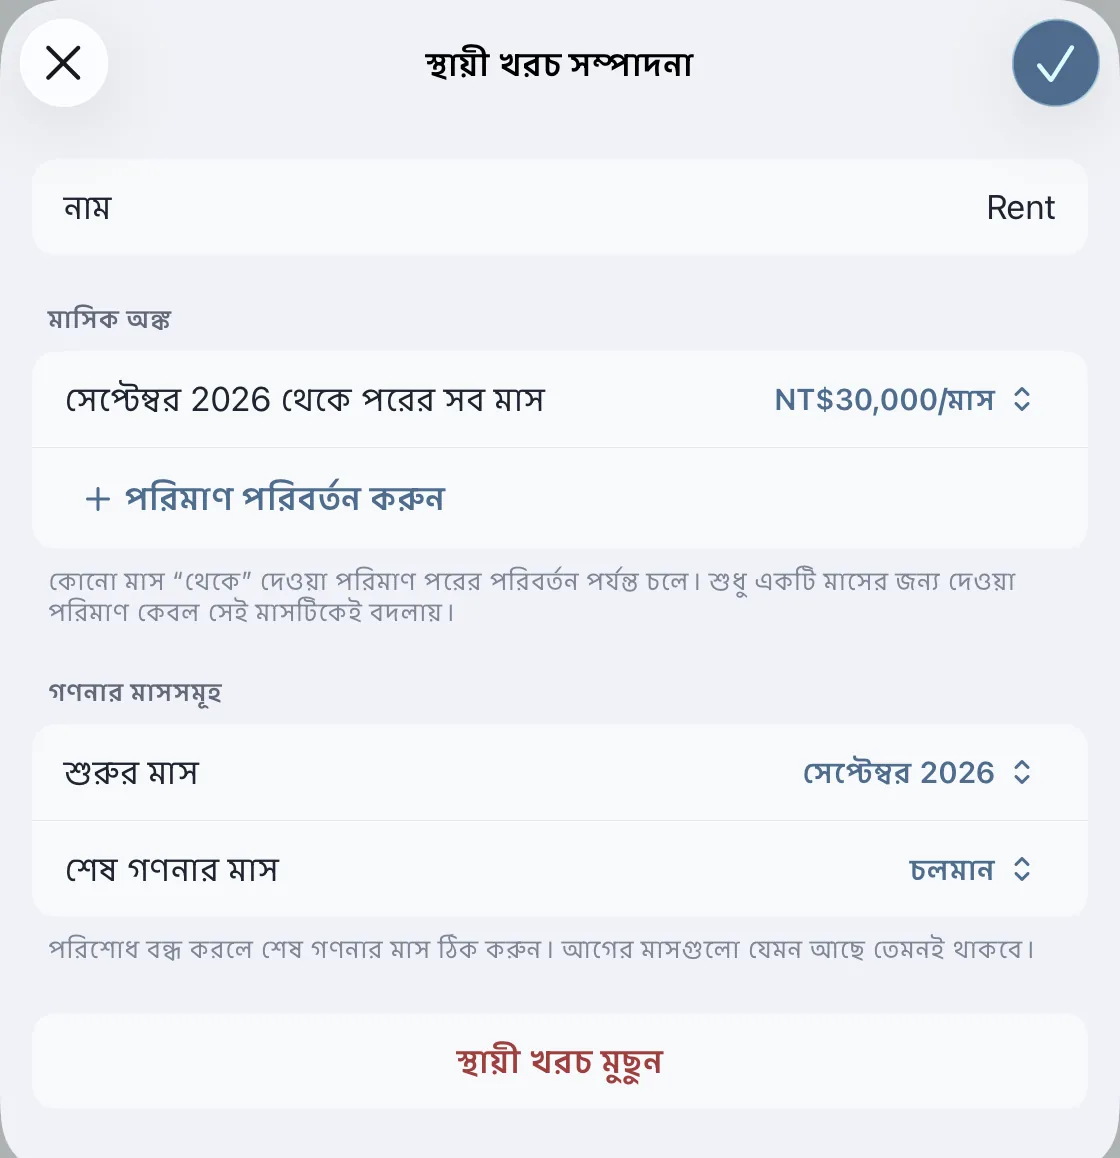 স্থায়ী খরচ সম্পাদনা
নাম
Rent
মাসিক অঙ্ক
সেপ্টেম্বর 2026 থেকে পরের সব মাস
NT$30,000/মাস
+ পরিমাণ পরিবর্তন করুন
কোনো মাস “থেকে” দেওয়া পরিমাণ পরের পরিবর্তন পর্যন্ত চলে। শুধু একটি মাসের জন্য দেওয়া
পরিমাণ কেবল সেই মাসটিকেই বদলায়।
গণনার মাসসমূহ
শুরুর মাস
সেপ্টেম্বর 2026
শেষ গণনার মাস
চলমান
পরিশোধ বন্ধ করলে শেষ গণনার মাস ঠিক করুন। আগের মাসগুলো যেমন আছে তেমনই থাকবে।
স্থায়ী খরচ মুছুন